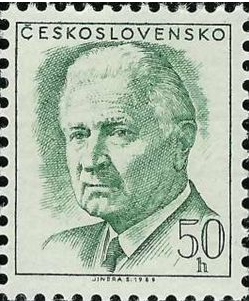 ČESKOSLOVENSKO
50
h
JINDRA S. 1968